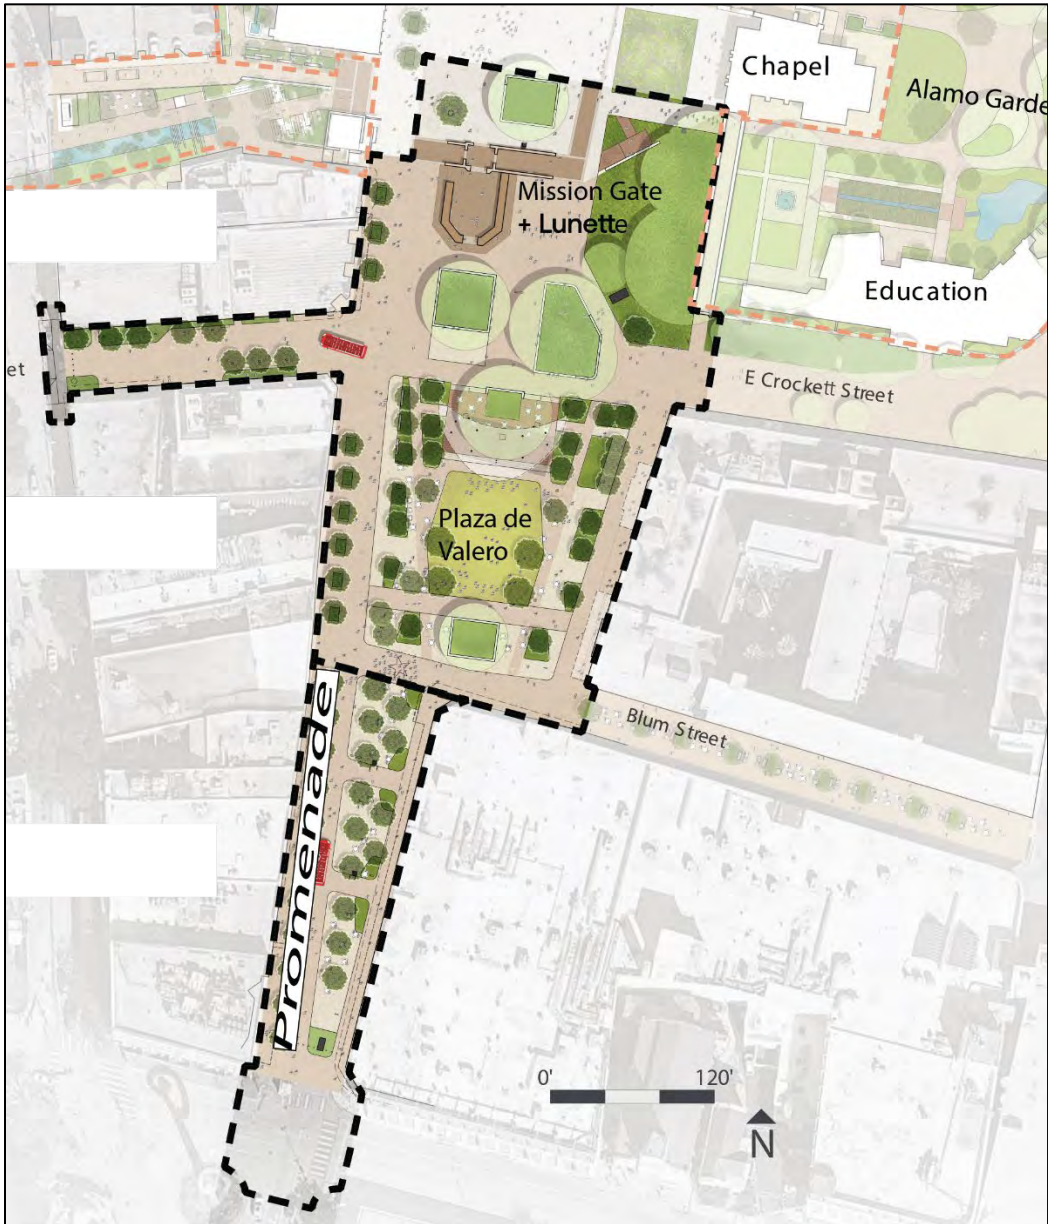 Chapel
Alamo Garde
Mission Gate
+ Lunette
Education
et
E Crockett Street
Plaza de
Valero
Blum Street
Promenade
0' 120'
N